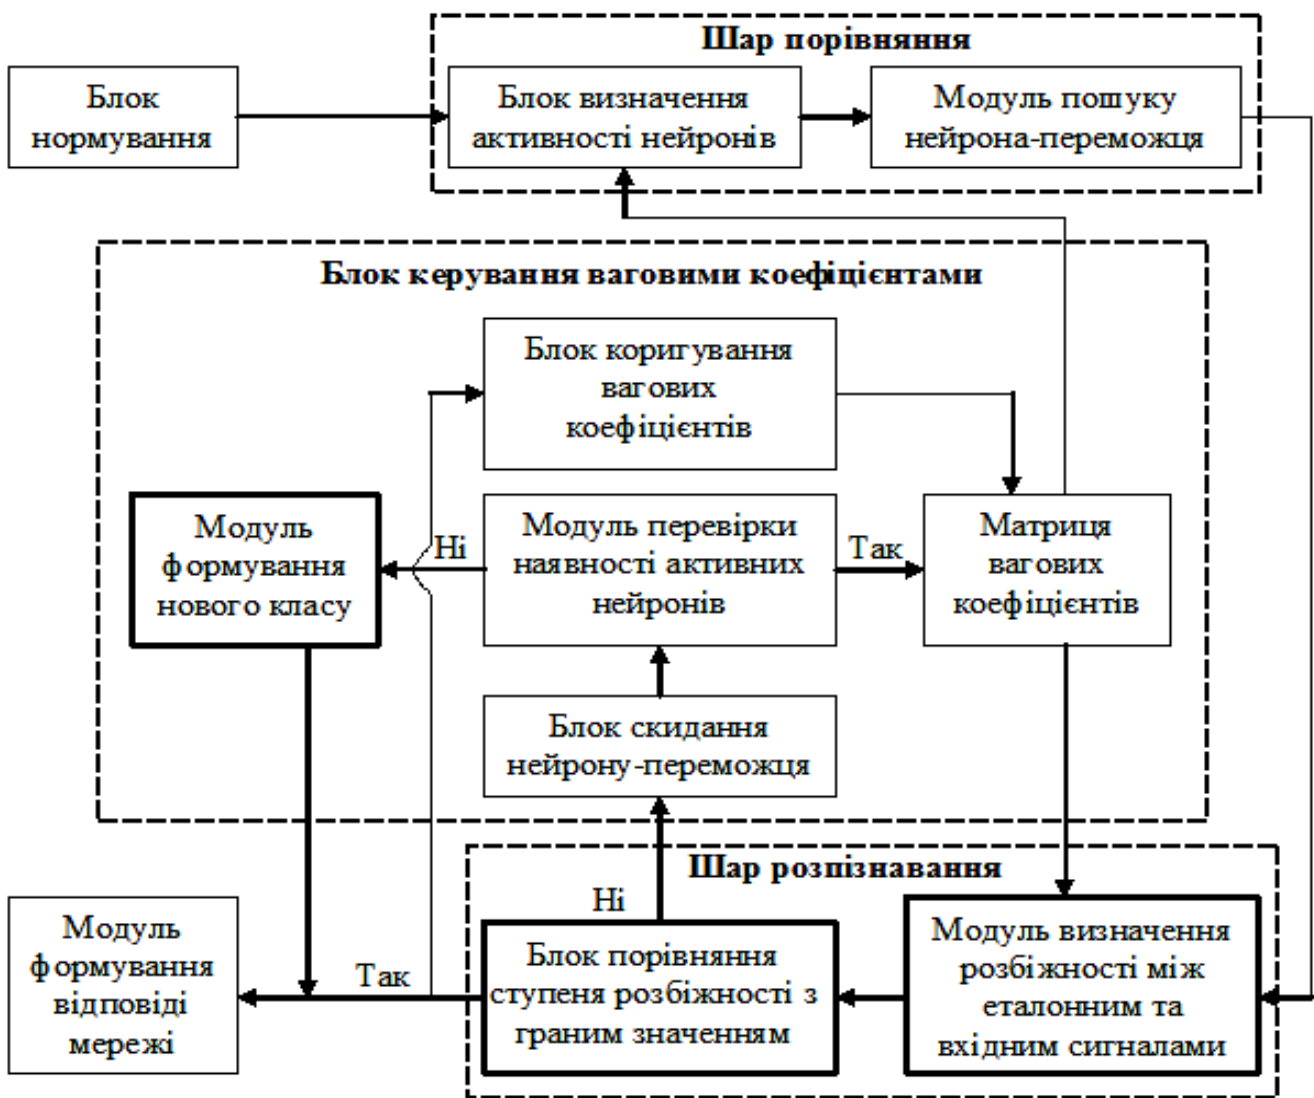 Шар порівняння
Блок
нормування
Блок визначення
активності нейронів
Модуль пошуку
нейрона-переможця
Блок керування ваговими коефіцієнтами
Блок коригування
вагових
коефіцієнтів
Модуль
формування
нового класу
Ні
Модуль перевірки
наявності активних
нейронів
Так
Матриця
вагових
коефіцієнтів
Блок скидання
нейрону-переможця
Шар розпізнавання
Ні
Модуль
формування
відповіді
мережі
Так
Блок порівняння
ступеня розбіжності з
граним значенням
Модуль визначення
розбіжності між
еталонним та
вхідним сигналами